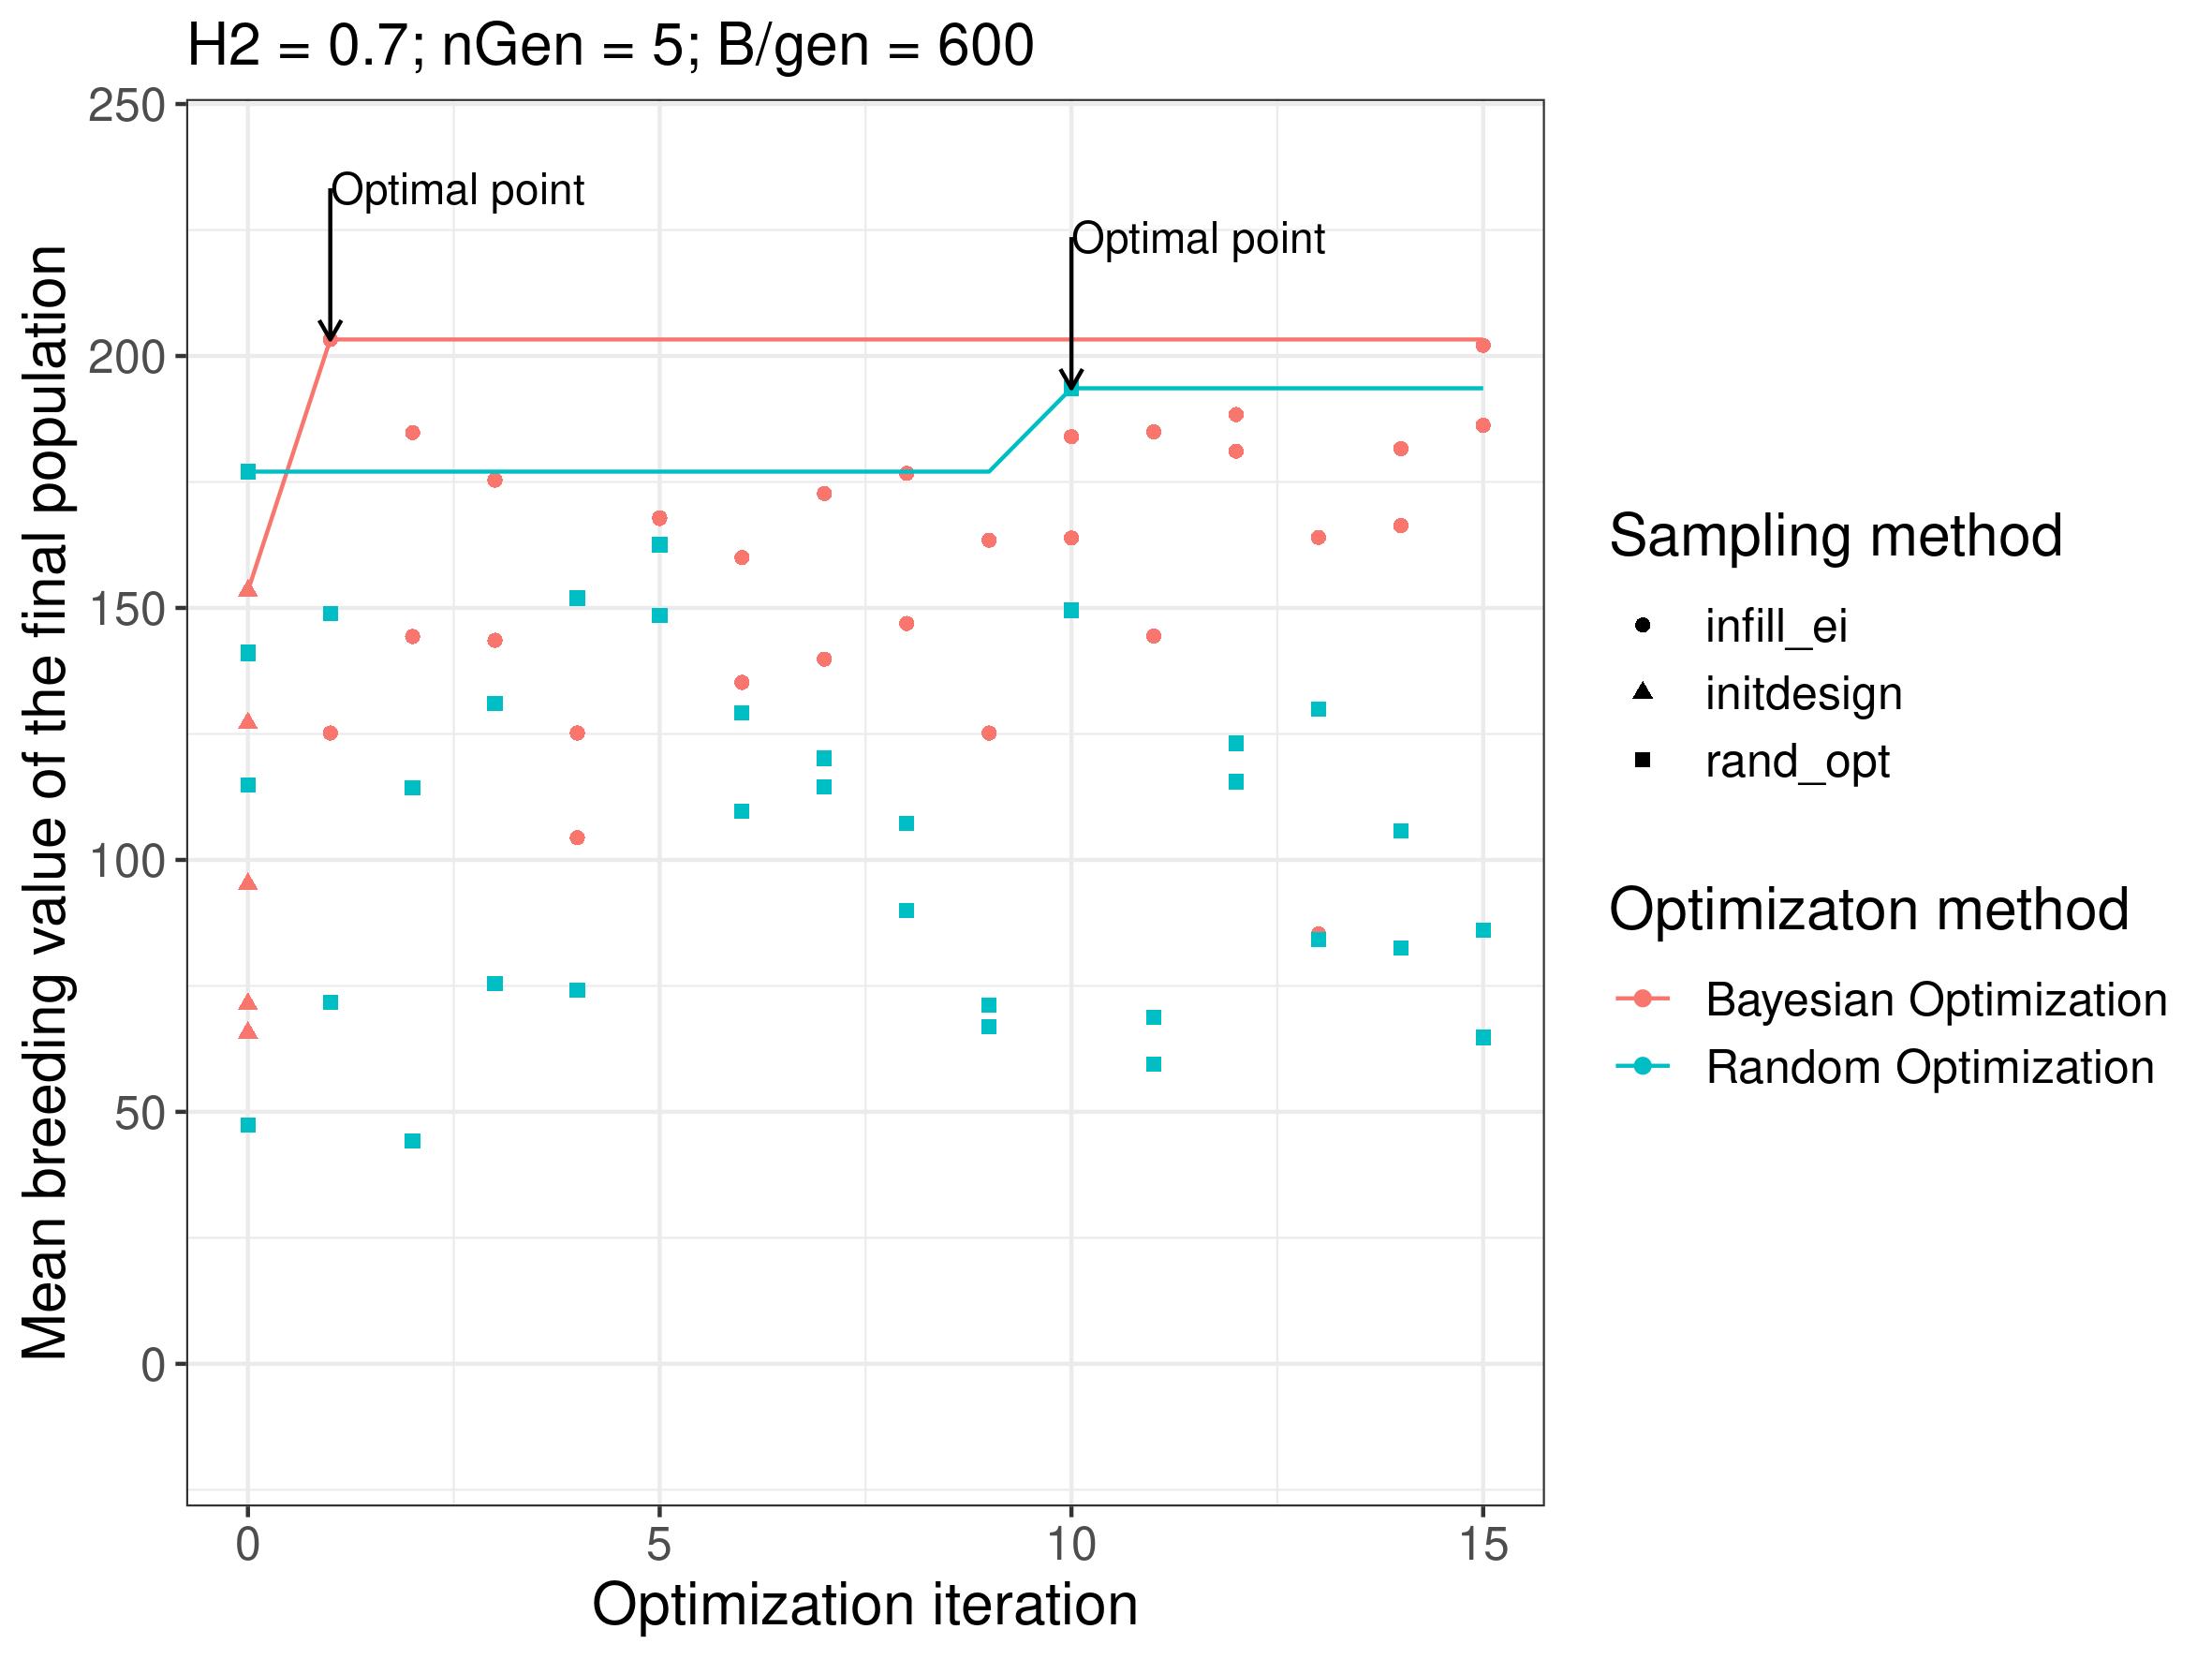 H2 = 0.7; nGen = 5; B/gen = 600
Mean breeding value of the final population
250
200
150
100
50
0
Optimal point
Optimal point
0 5 10 15
Optimization iteration
Sampling method
infill_ei
initdesign
rand_opt
Optimizaton method
Bayesian Optimization
Random Optimization